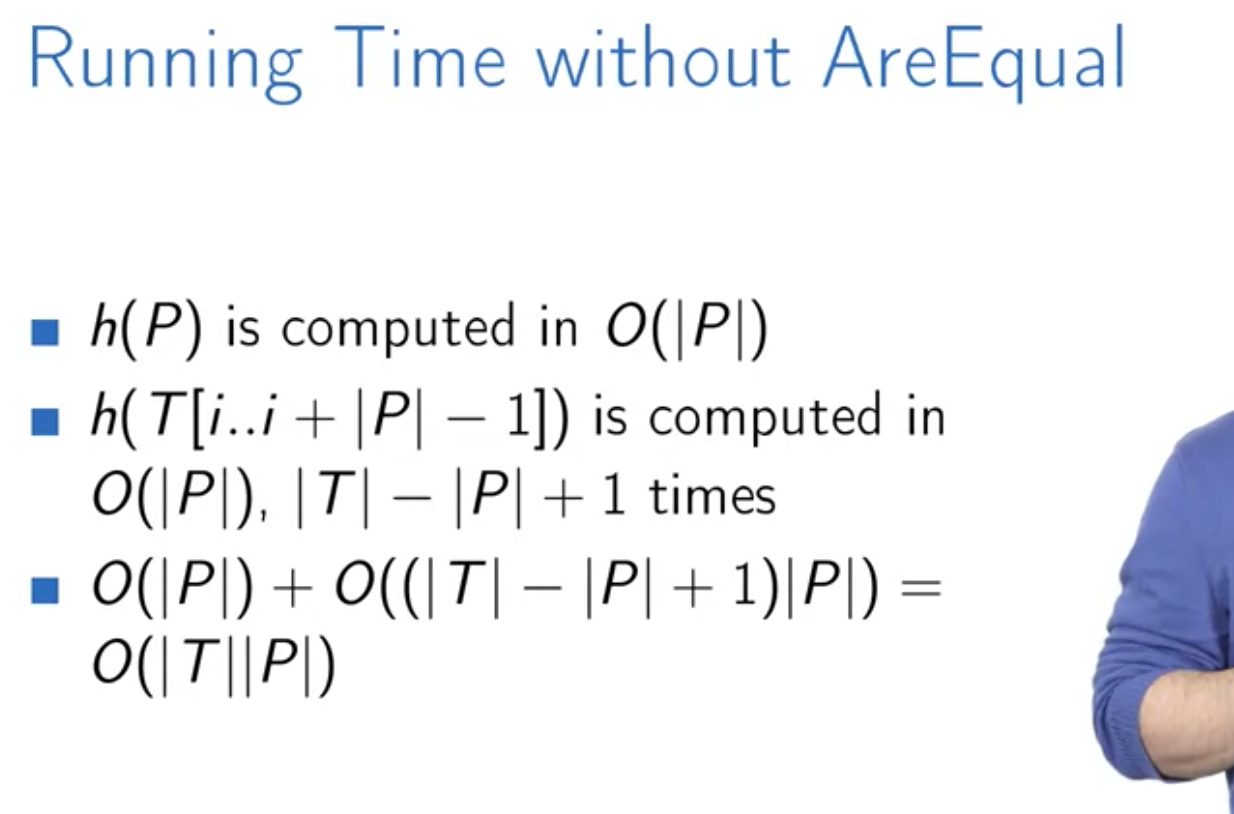 Running Time without AreEqual
■ h(P) is computed in O(|P|)
■ h(T[i..i + |P| − 1]) is computed in
O(|P|), |T| − |P| + 1 times
■ O(|P|) + O((|T| − |P| + 1)|P|) =
O(|T||P|)